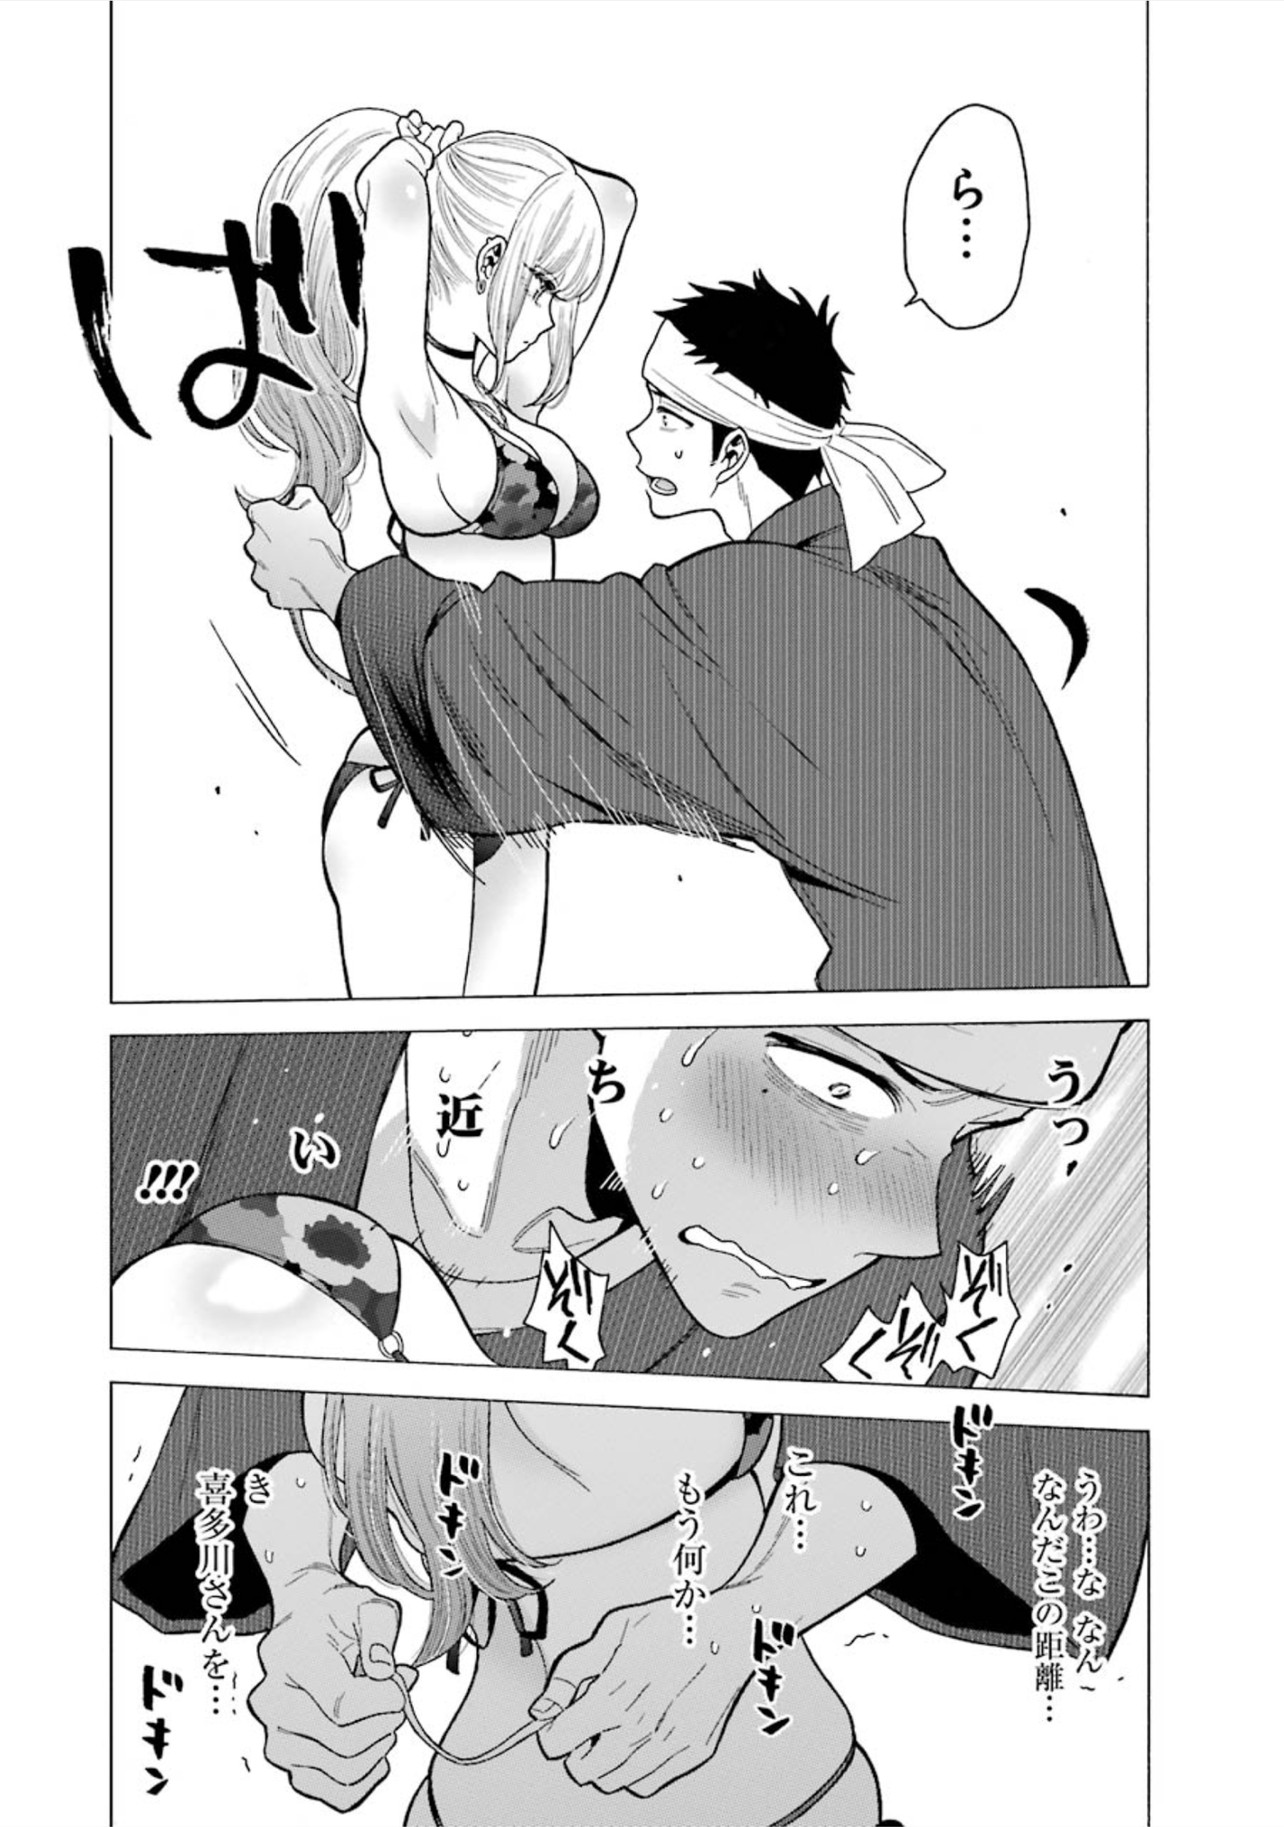 ら…
ばっ
うっ
ち
近
い
!!!
ぞくぞくぞく
ぞく
うわ…な なん
なんだこの距離…
ドキン
これ…
もう何か…
ドキン
ドキン
き
喜多川さんを…
ドキン